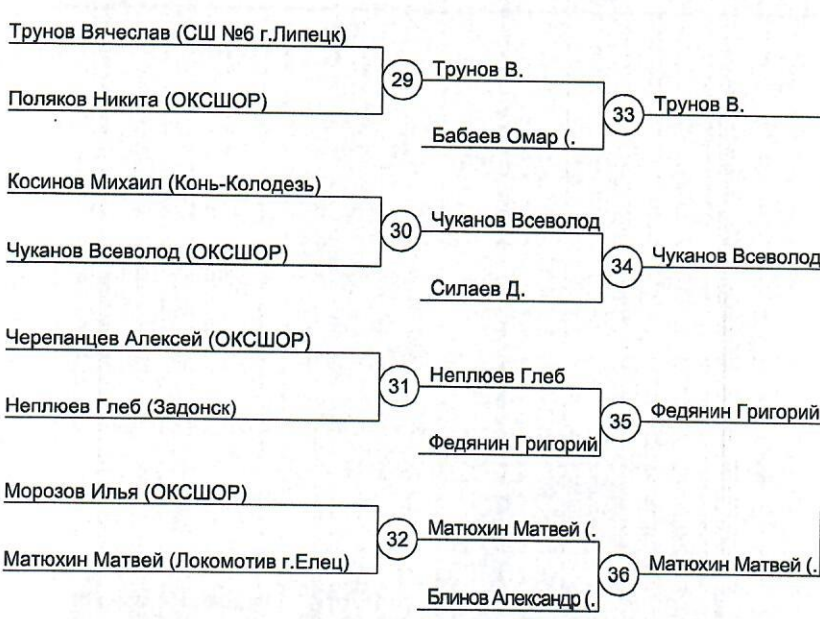 Трунов Вячеслав (СШ №6 г.Липецк)
29
Трунов В.
Поляков Никита (ОКСШОР)
33
Трунов В.
Бабаев Омар (.
Косинов Михаил (Конь-Колодезь)
30
Чуканов Всеволод
Чуканов Всеволод (ОКСШОР)
34
Чуканов Всеволод
Силаев Д.
Черепанцев Алексей (ОКСШОР)
31
Неплюев Глеб
Неплюев Глеб (Задонск)
35
Федянин Григорий
Федянин Григорий
Морозов Илья (ОКСШОР)
32
Матюхин Матвей (.
Матюхин Матвей (Локомотив г.Елец)
36
Матюхин Матвей (.
Блинов Александр (.